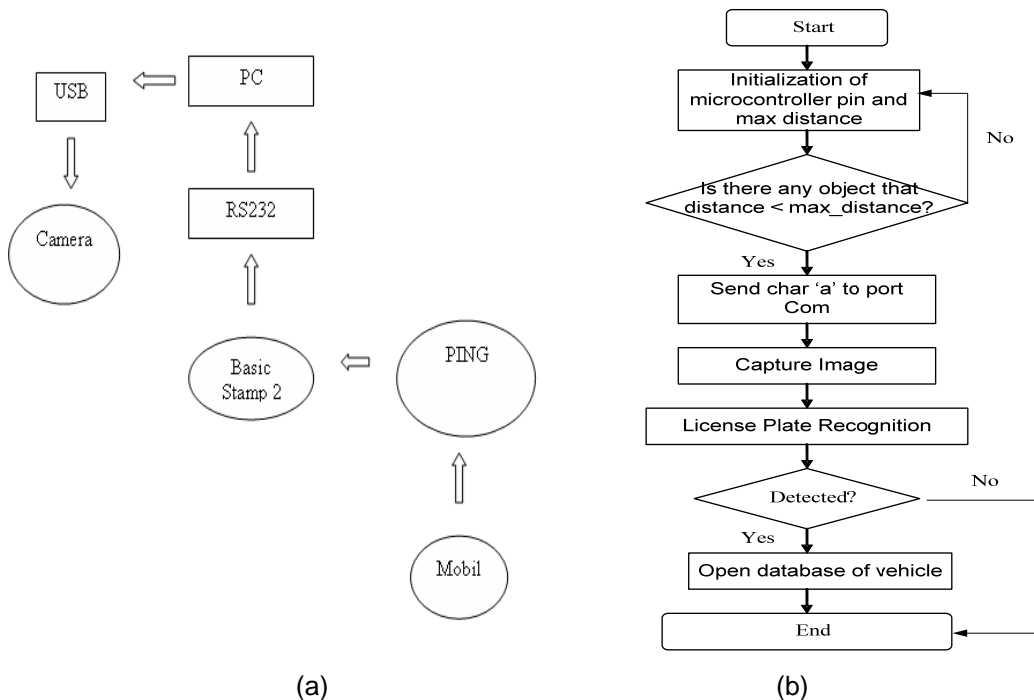 USB
PC
RS232
Camera
Basic
Stamp 2
PING
Mobil
(a)
Start
Initialization of
microcontroller pin and
max distance
No
Is there any object that
distance < max_distance?
Yes
Send char ‘a’ to port
Com
Capture Image
License Plate Recognition
Detected?
No
Yes
Open database of vehicle
End
(b)